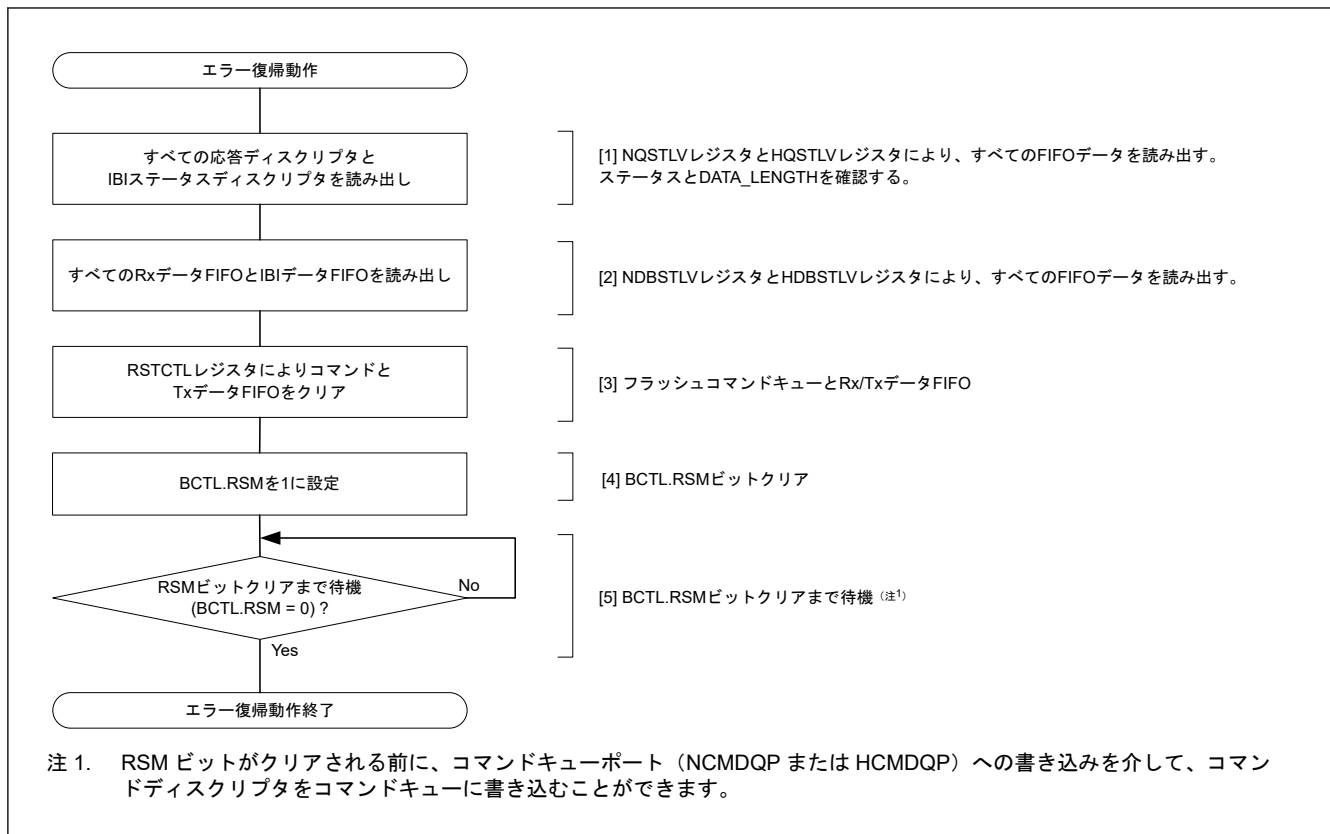 エラー復帰動作
すべての応答ディスクリプタと
IBIステータスディスクリプタを読み出し
[1] NQSTLVレジスタとHQSTLVレジスタにより、すべてのFIFOデータを読み出す。
ステータスとDATA_LENGTHを確認する。
すべてのRxデータFIFOとIBIデータFIFOを読み出し
[2] NDBSTLVレジスタとHDBSTLVレジスタにより、すべてのFIFOデータを読み出す。
RSTCTLレジスタによりコマンドと
TxデータFIFOをクリア
[3] フラッシュコマンドキューとRx/TxデータFIFO
BCTL.RSMを1に設定
[4] BCTL.RSMビットクリア
RSMビットクリアまで待機
(BCTL.RSM = 0) ?
No
[5] BCTL.RSMビットクリアまで待機（注1）
Yes
エラー復帰動作終了
注 1. RSM ビットがクリアされる前に、コマンドキューポート（NCMDQP または HCMDQP）への書き込みを介して、コマン
ドディスクリプタをコマンドキューに書き込むことができます。